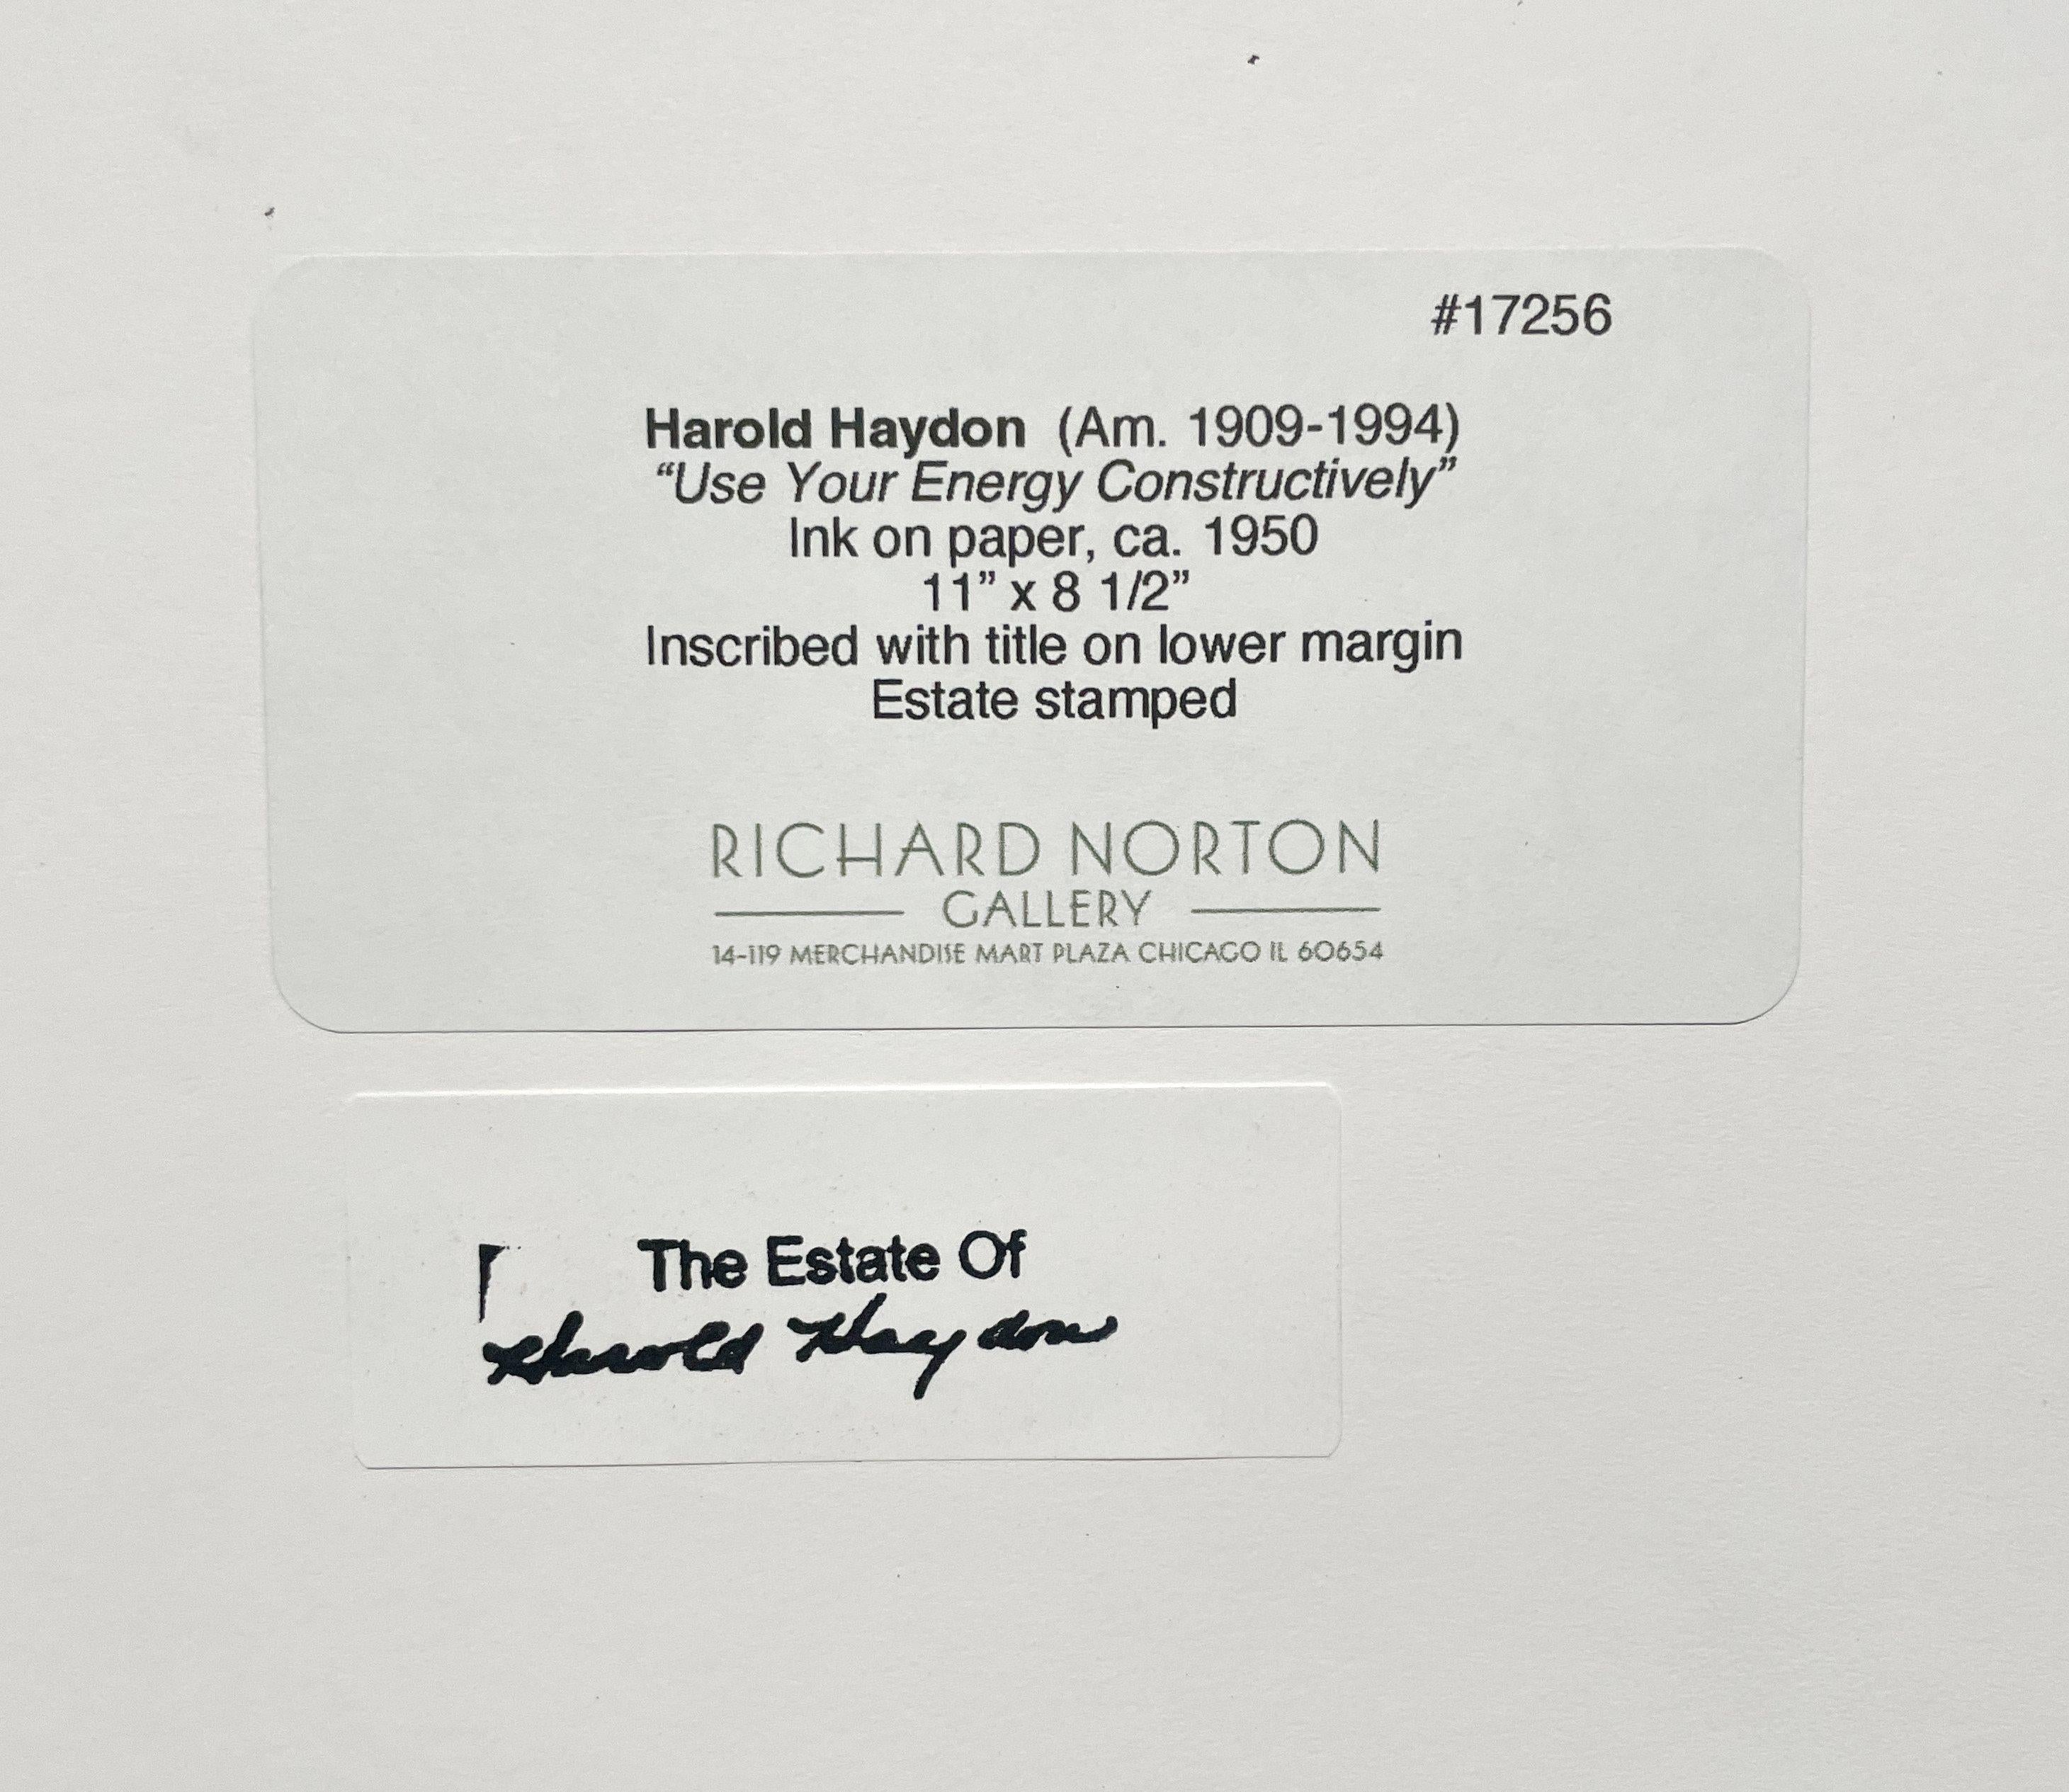 #17256
Harold Haydon (Am. 1909-1994)
“Use Your Energy Constructively”
Ink on paper, ca. 1950
11” x 8 1/2”
Inscribed with title on lower margin
Estate stamped
RICHARD NORTON
GALLERY
14-119 MERCHANDISE MART PLAZA CHICAGO IL 60654
The Estate Of
Harold Haydon